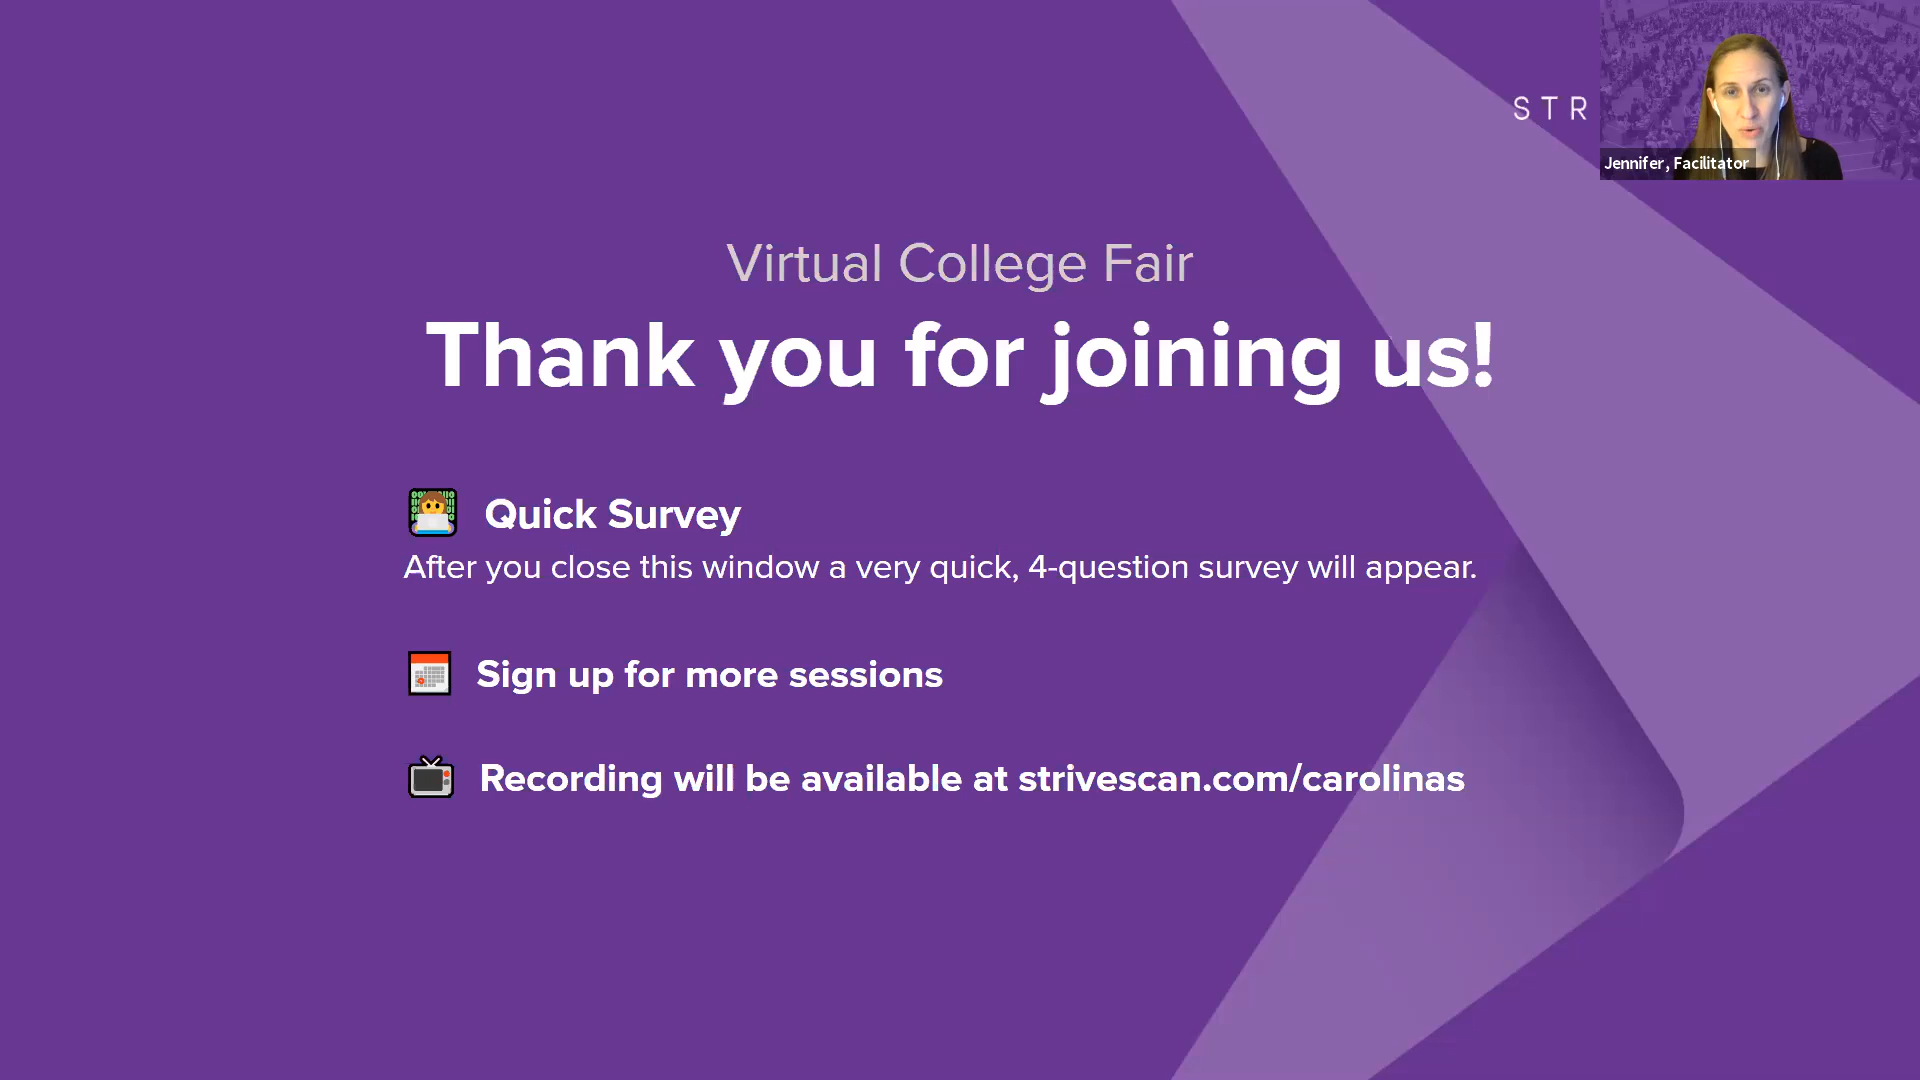 STR
Jennifer, Facilitator
Virtual College Fair
Thank you for joining us!
Quick Survey
After you close this window a very quick, 4-question survey will appear.
Sign up for more sessions
Recording will be available at strivescan.com/carolinas